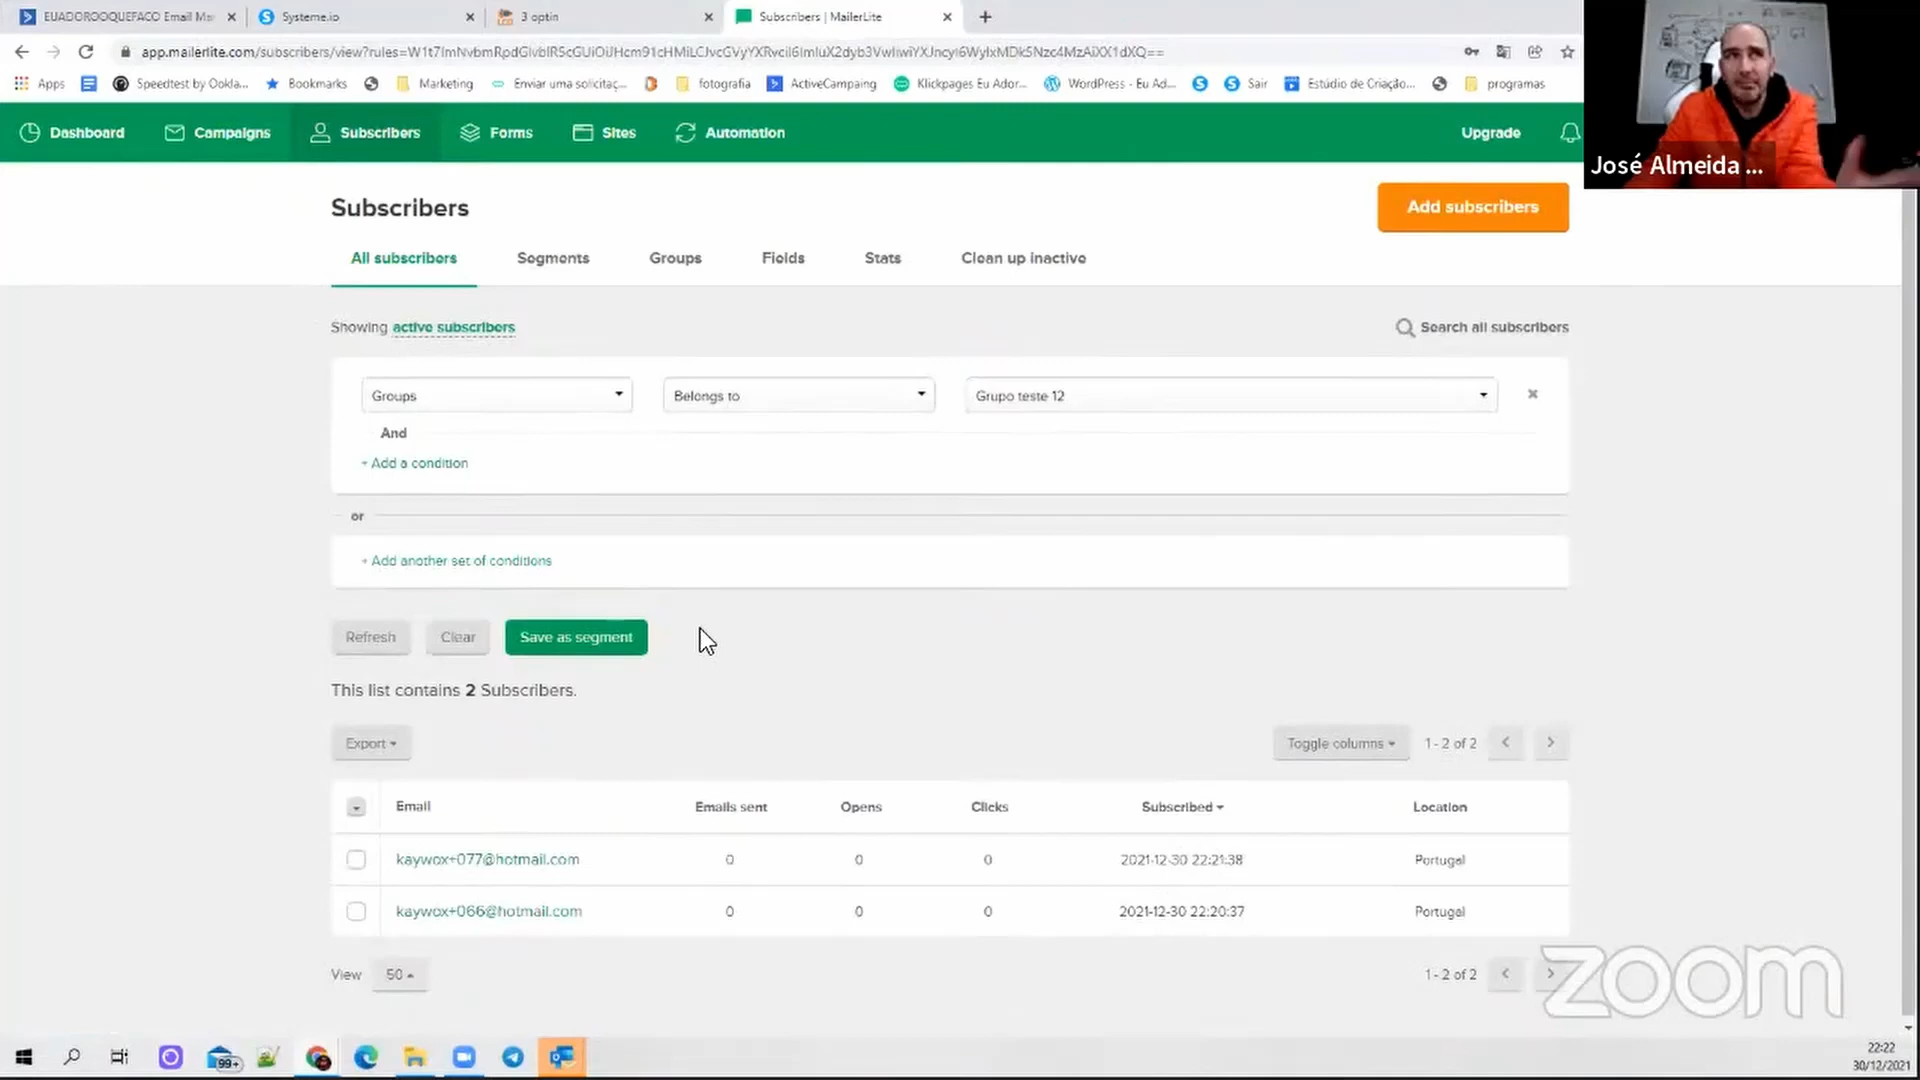 EUADOROOQUEFACO Email Ma
Systeme.io
3 optin
Subscribers | MailerLite
Apps
Speedtest by Ookla...
Bookmarks
Marketing
Enviar uma solicitaç...
fotografia
ActiveCampaing
Klickpages Eu Ador...
WordPress - Eu Ad...
Sair
Estúdio de Criação...
programas
Dashboard
Campaigns
Subscribers
Forms
Sites
Automation
Upgrade
José Almeida ...
Subscribers
Add subscribers
All subscribers
Segments
Groups
Fields
Stats
Clean up inactive
Showing active subscribers
Search all subscribers
Groups
Belongs to
Grupo teste 12
And
+ Add a condition
or
+ Add another set of conditions
Refresh
Clear
Save as segment
This list contains 2 Subscribers.
Export
Toggle columns
1 - 2 of 2
Email
Emails sent
Opens
Clicks
Subscribed
Location
kaywox+077@hotmail.com 0 0 0 2021-12-30 22:21:38 Portugal
kaywox+066@hotmail.com 0 0 0 2021-12-30 22:20:37 Portugal
View 50
1 - 2 of 2
zoom
99+
22:22
30/12/2021